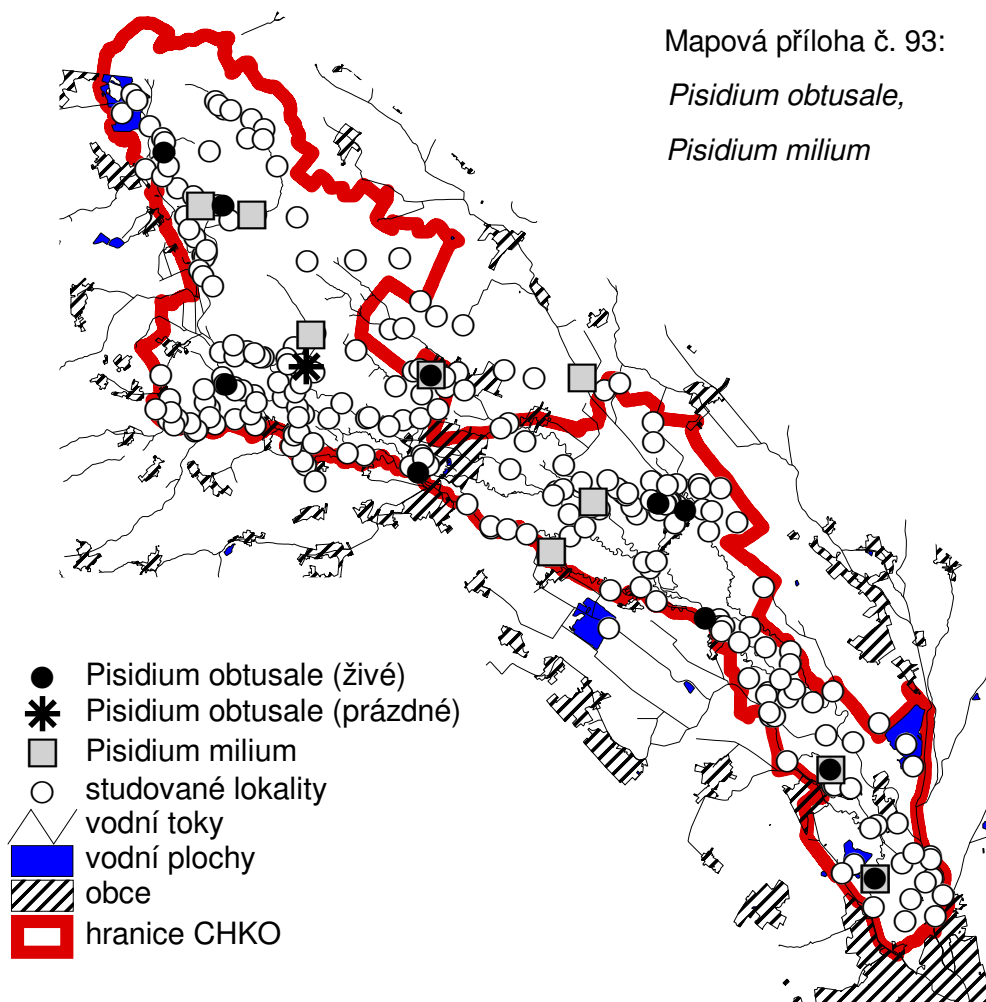 Mapová příloha č. 93:
Pisidium obtusale,
Pisidium milium
Pisidium obtusale (živé)
Pisidium obtusale (prázdné)
Pisidium milium
studované lokality
vodní toky
vodní plochy
obce
hranice CHKO